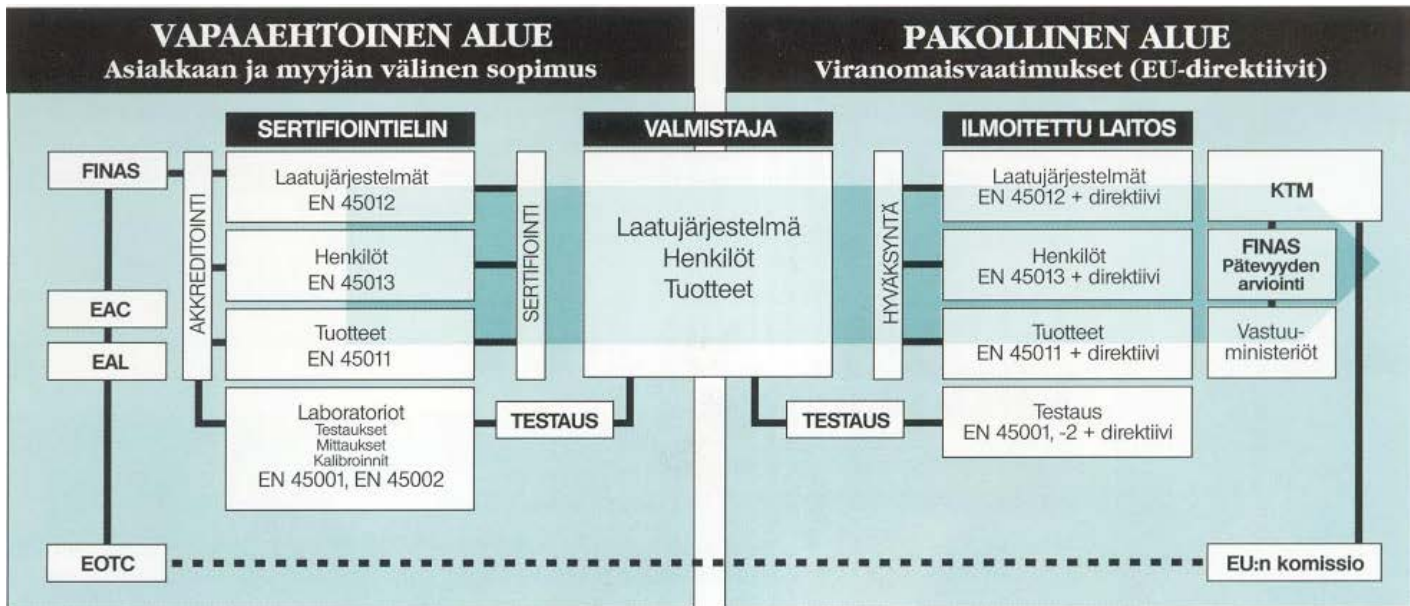 VAPAAEHTOINEN ALUE
Asiakkaan ja myyjän välinen sopimus
PAKOLLINEN ALUE
Viranomaisvaatimukset (EU-direktiivit)
SERTIFIOINTIELIN
VALMISTAJA
ILMOITETTU LAITOS
FINAS
EAC
EAL
EOTC
AKKREDITOINTI
Laatujärjestelmät
EN 45012
Henkilöt
EN 45013
Tuotteet
EN 45011
Laboratoriot
Testaukset
Mittaukset
Kalibroinnit
EN 45001, EN 45002
SERTIFIOINTI
TESTAUS
Laatujärjestelmä
Henkilöt
Tuotteet
TESTAUS
HYVÄKSYNTÄ
Laatujärjestelmät
EN 45012 + direktiivi
Henkilöt
EN 45013 + direktiivi
Tuotteet
EN 45011 + direktiivi
Testaus
EN 45001, -2 + direktiivi
KTM
FINAS
Pätevyyden
arviointi
Vastuu-
ministeriöt
EU:n komissio